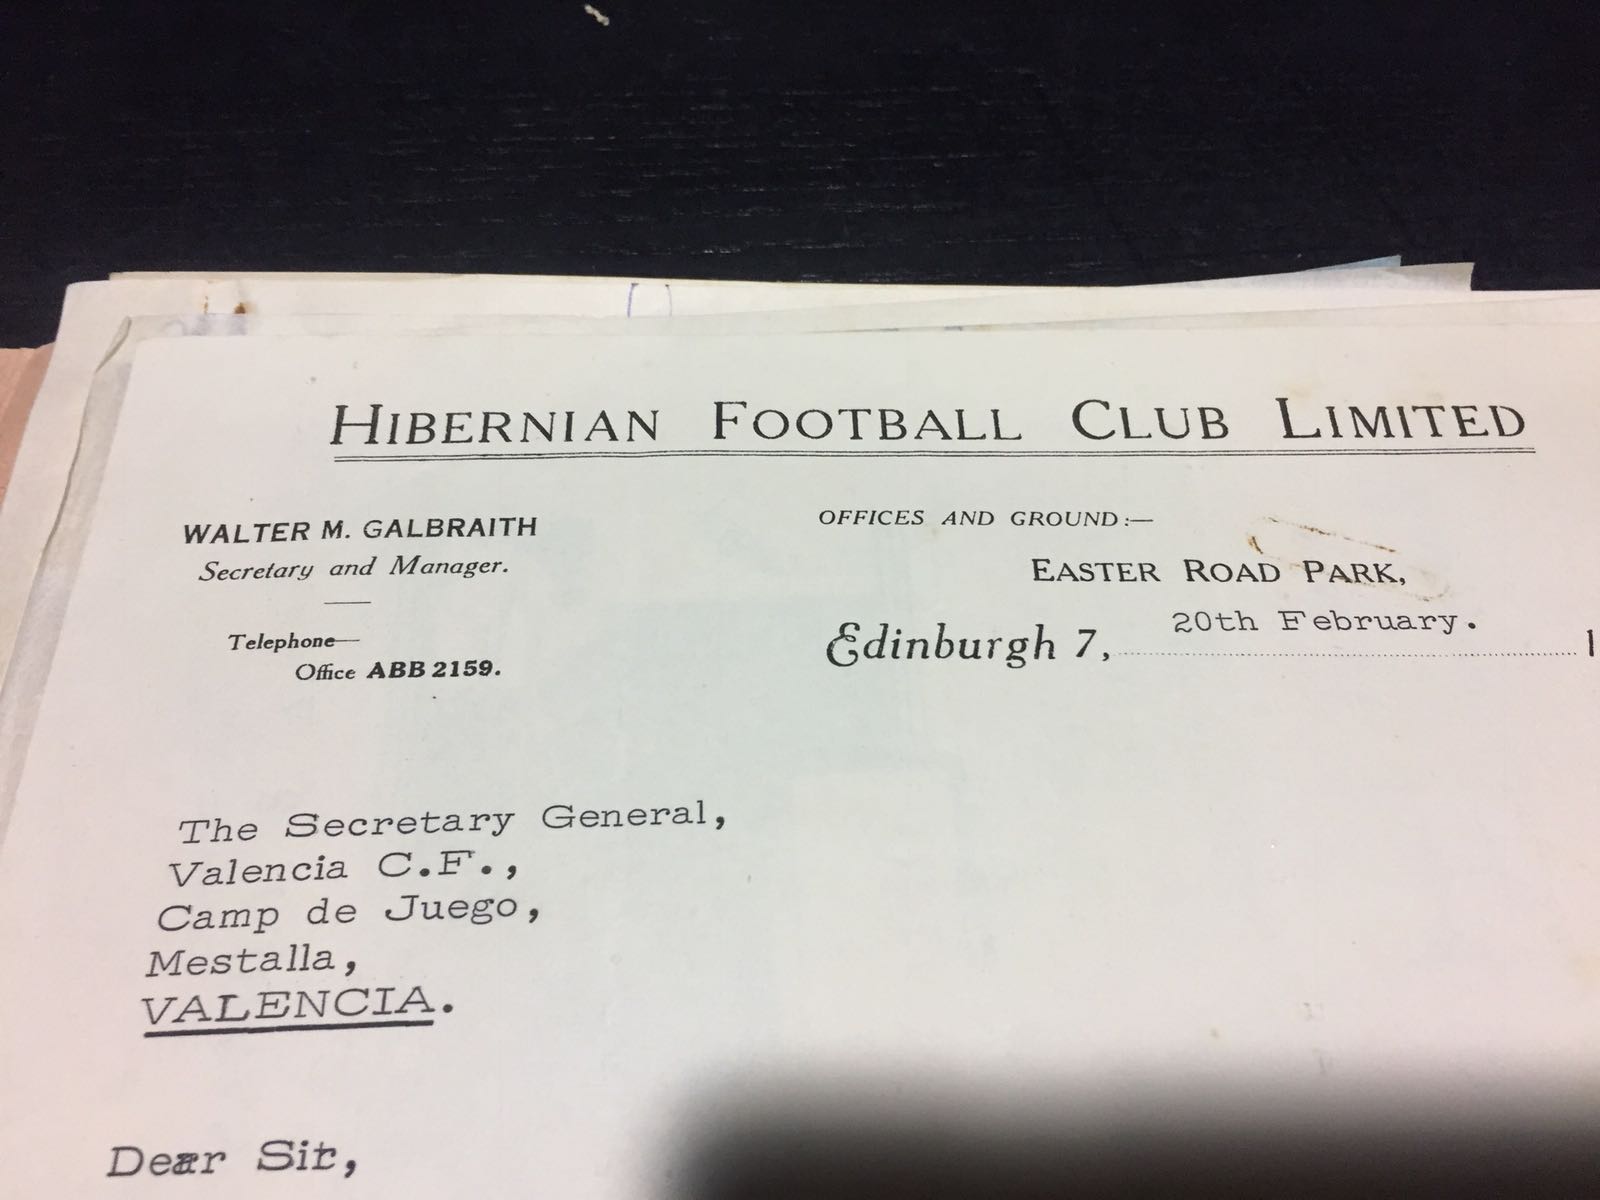 HIBERNIAN FOOTBALL CLUB LIMITED
WALTER M. GALBRAITH
Secretary and Manager.
Telephone—
Office ABB 2159.
OFFICES AND GROUND:—
EASTER ROAD PARK,
Edinburgh 7, 20th February. 1
The Secretary General,
Valencia C.F.,
Camp de Juego,
Mestalla,
VALENCIA.
Dear Sir,